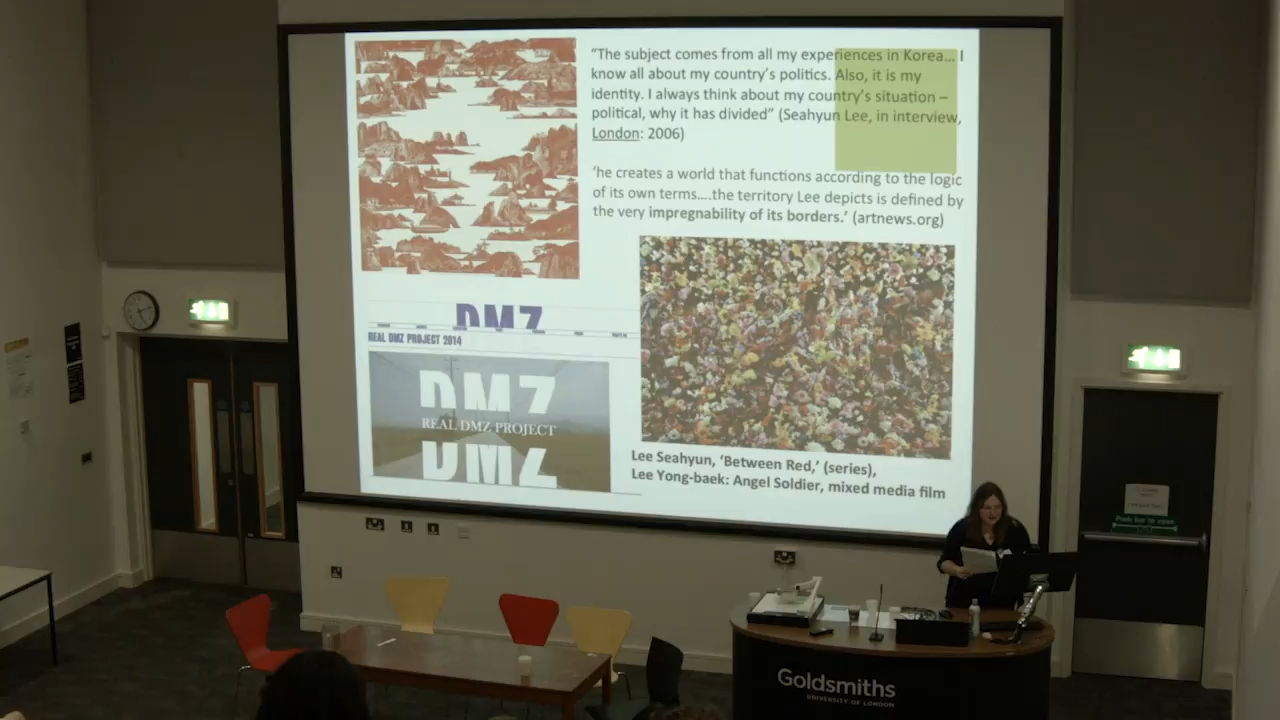 “The subject comes from all my experiences in Korea... I
know all about my country’s politics. Also, it is my
identity. I always think about my country’s situation –
political, why it has divided” (Seahyun Lee, in interview,
London: 2006)
‘he creates a world that functions according to the logic
of its own terms....the territory Lee depicts is defined by
the very impregnability of its borders.’ (artnews.org)
DMZ
REAL DMZ PROJECT 2014
DMZ
REAL DMZ PROJECT
DMZ
Lee Seahyun, ‘Between Red,’ (series),
Lee Yong-baek: Angel Soldier, mixed media film
Push bar to open
Goldsmiths
UNIVERSITY OF LONDON